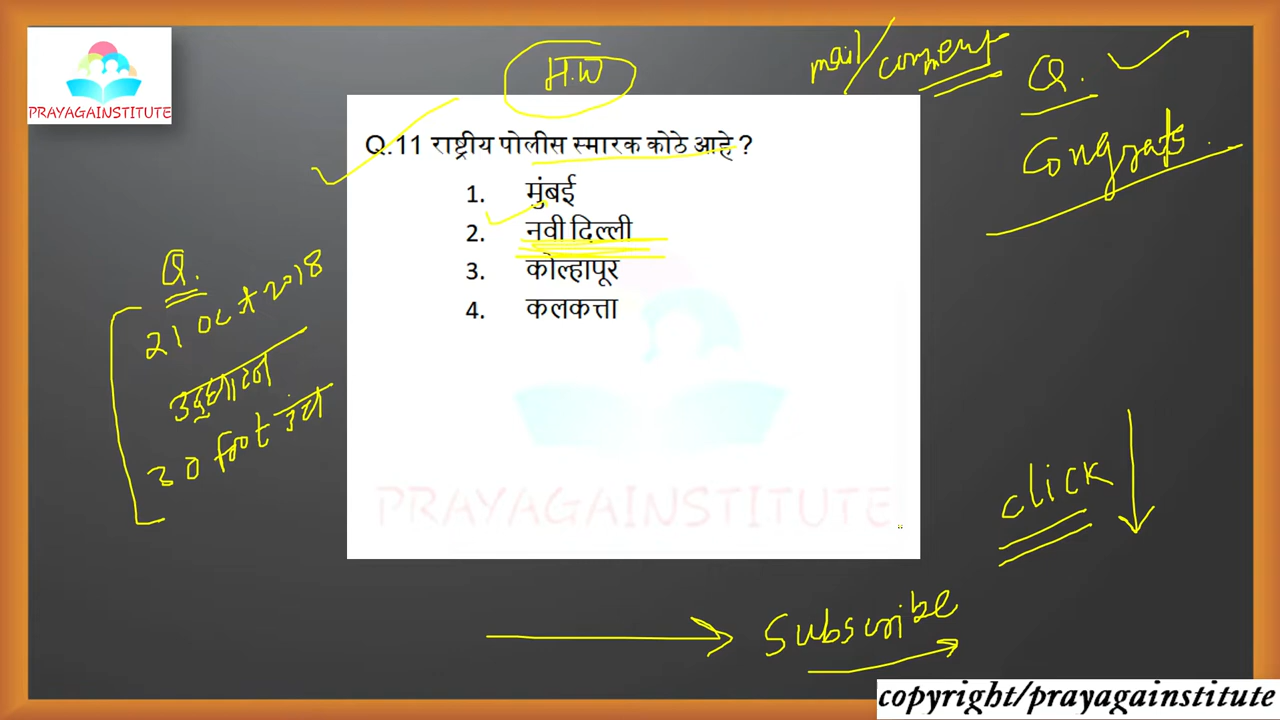 PRAYAGAINSTITUTE
H.W
mail/comment
Q.
Congrats.
Q.11 राष्ट्रीय पोलीस स्मारक कोठे आहे ?
1. मुंबई
2. नवी दिल्ली
3. कोल्हापूर
4. कलकत्ता
Q.
21 Oct 2018
उद्घाटन
30 foot उंच
PRAYAGAINSTITUTE
click
Subscribe
copyright/prayagainstitute